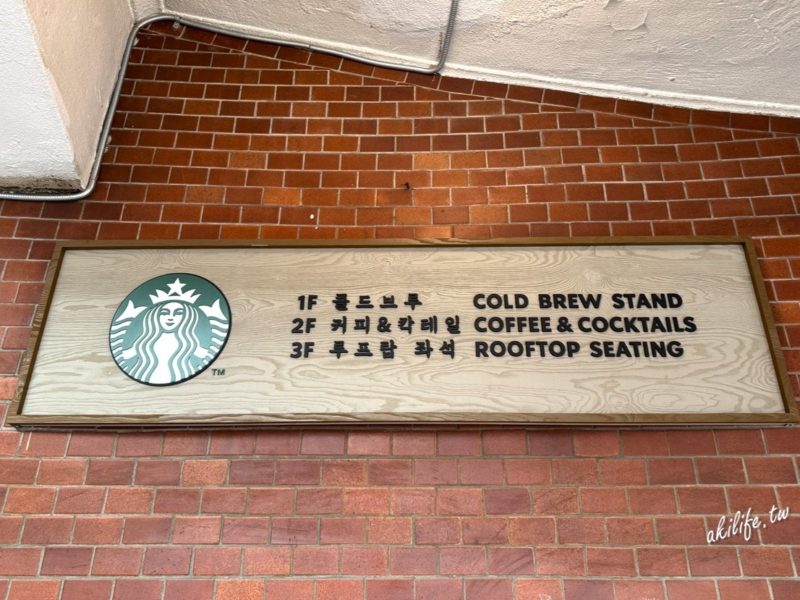 1F 콜드브루 COLD BREW STAND
2F 커피&칵테일 COFFEE & COCKTAILS
3F 루프탑 좌석 ROOFTOP SEATING
TM
akilife.tw